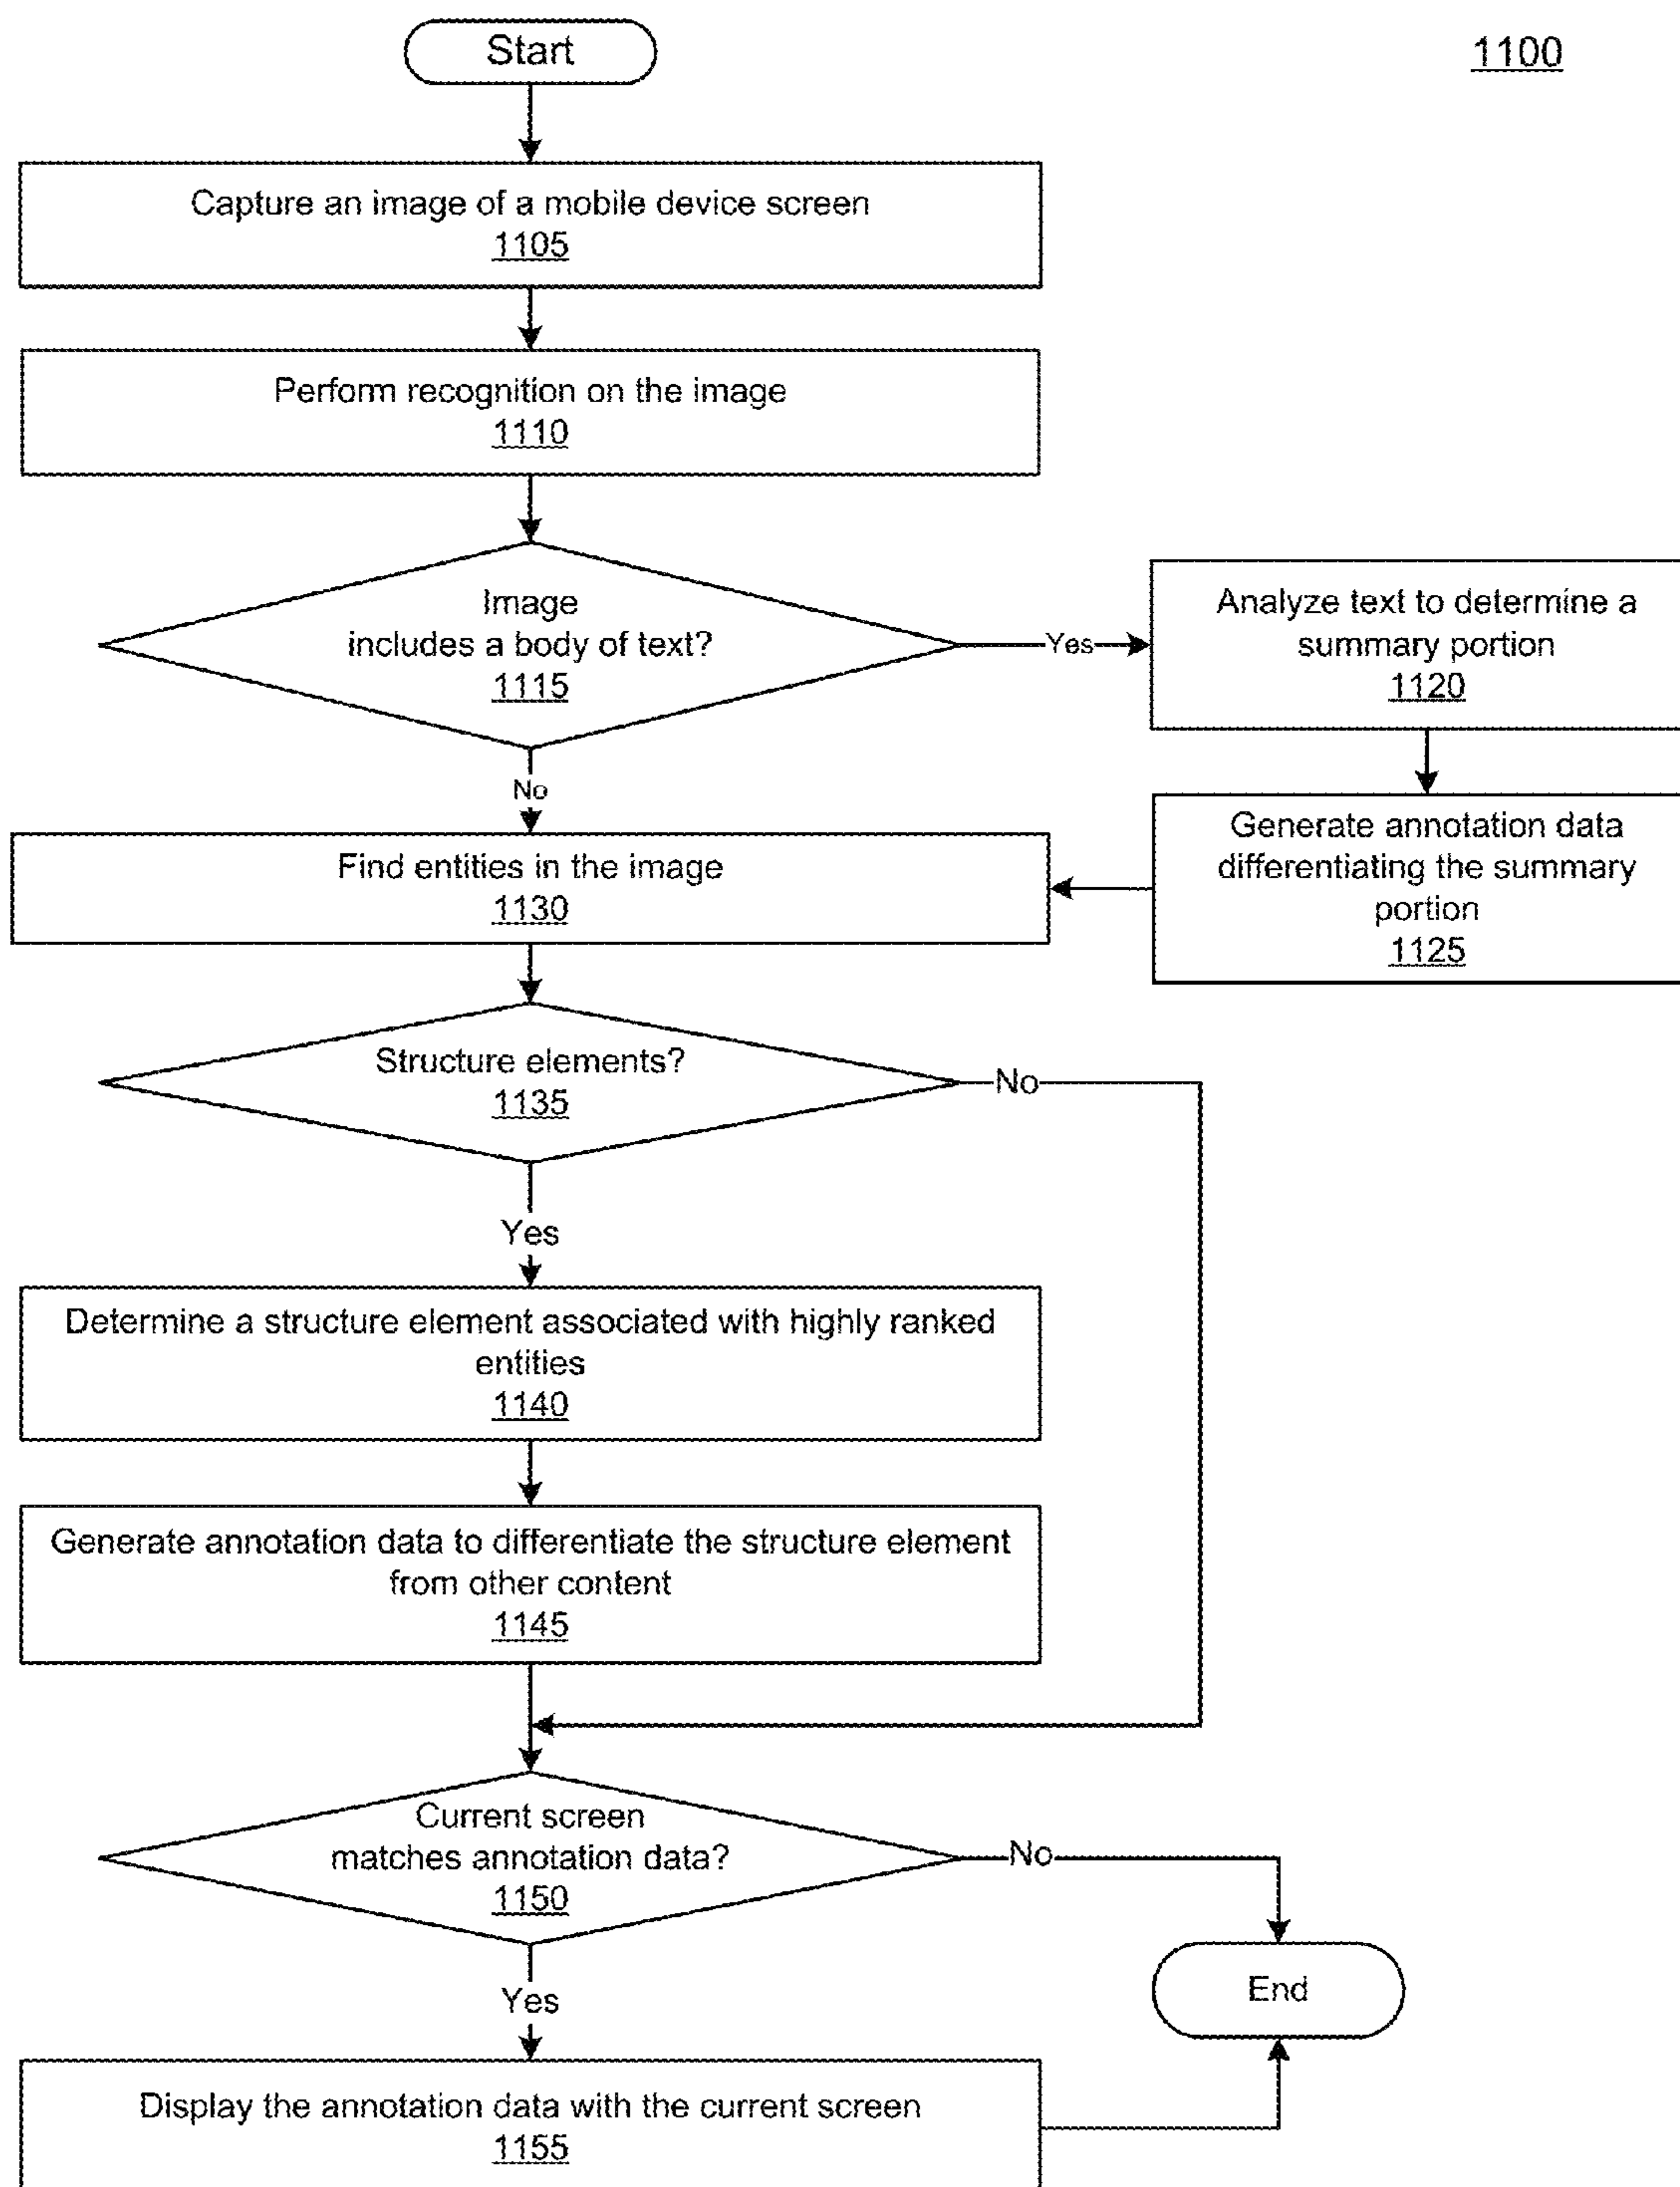 Start
1100
Capture an image of a mobile device screen
1105
Perform recognition on the image
1110
Image
includes a body of text?
1115
Yes
Analyze text to determine a
summary portion
1120
No
Generate annotation data
differentiating the summary
portion
1125
Find entities in the image
1130
Structure elements?
1135
No
Yes
Determine a structure element associated with highly ranked
entities
1140
Generate annotation data to differentiate the structure element
from other content
1145
Current screen
matches annotation data?
1150
No
End
Yes
Display the annotation data with the current screen
1155